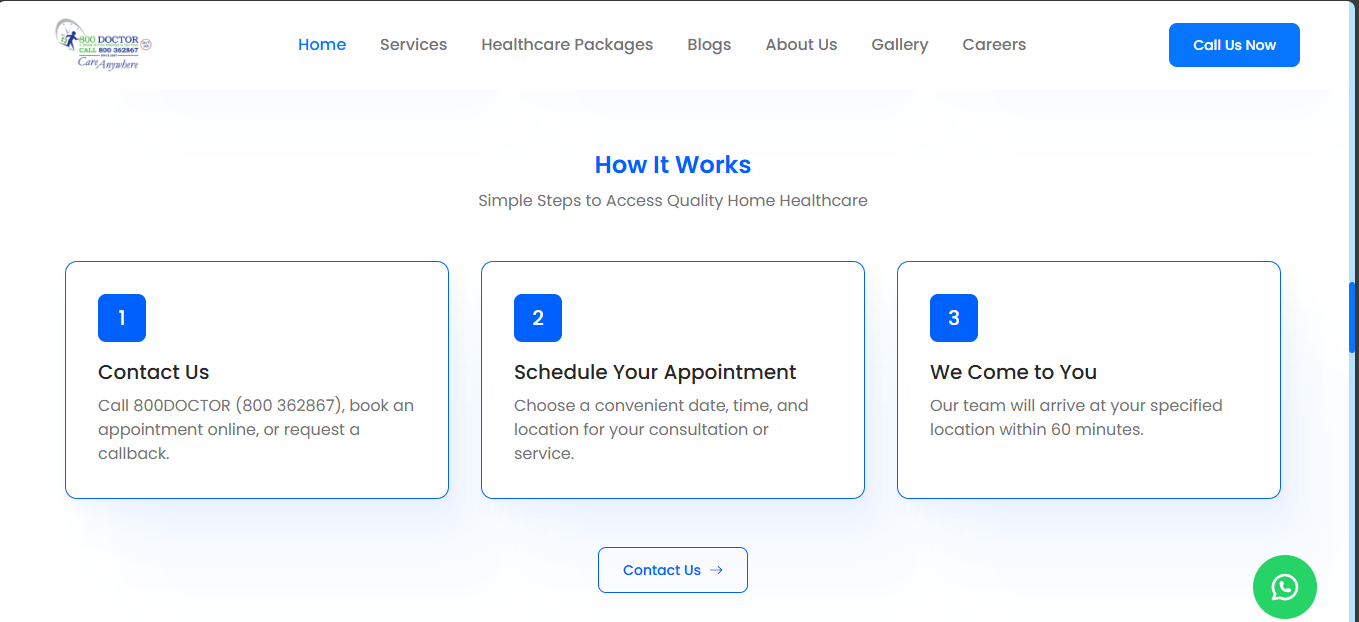 800 DOCTOR
CALL 800 362867
Care Anywhere
Home
Services
Healthcare Packages
Blogs
About Us
Gallery
Careers
Call Us Now
How It Works
Simple Steps to Access Quality Home Healthcare
1
Contact Us
Call 800DOCTOR (800 362867), book an
appointment online, or request a
callback.
2
Schedule Your Appointment
Choose a convenient date, time, and
location for your consultation or
service.
3
We Come to You
Our team will arrive at your specified
location within 60 minutes.
Contact Us